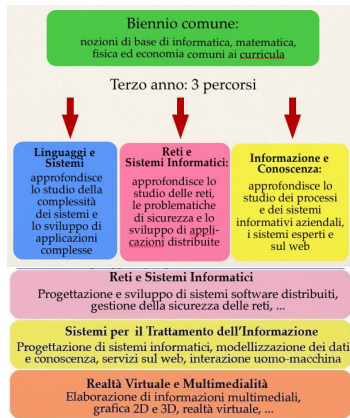 Biennio comune:
nozioni di base di informatica, matematica,
fisica ed economia comuni ai curricula
Terzo anno: 3 percorsi
Linguaggi e
Sistemi
approfondisce
lo studio della
complessità
dei sistemi e
lo sviluppo di
applicazioni
complesse
Reti e
Sistemi Informatici:
approfondisce lo
studio delle reti,
le problematiche
di sicurezza e lo
sviluppo di appli-
cazioni distribuite
Informazione e
Conoscenza:
approfondisce lo
studio dei processi
e dei sistemi
informativi aziendali,
i sistemi esperti e
sul web
Reti e Sistemi Informatici
Progettazione e sviluppo di sistemi software distribuiti,
gestione della sicurezza delle reti, ...
Sistemi per il Trattamento dell'Informazione
Progettazione di sistemi informatici, modellizzazione dei dati
e conoscenza, servizi sul web, interazione uomo-macchina
Realtà Virtuale e Multimedialità
Elaborazione di informazioni multimediali,
grafica 2D e 3D, realtà virtuale, ...